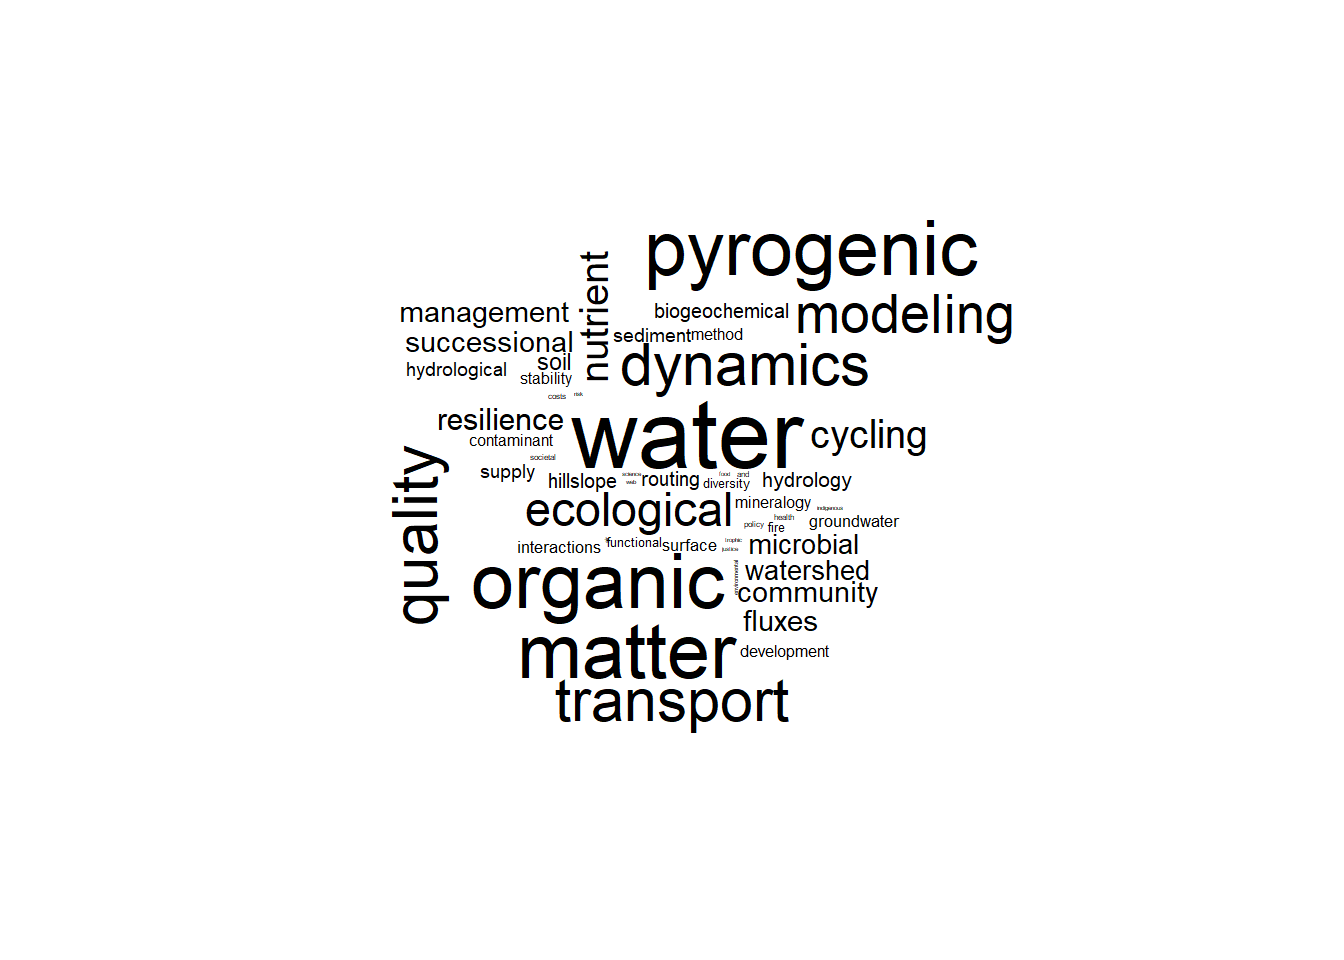 pyrogenic
nutrient
management
biogeochemical
modeling
successional
sediment
method
soil
dynamics
hydrological
stability
costs
risk
resilience
water
cycling
contaminant
quality
societal
supply
hillslope
science
web
routing
food
and
diversity
hydrology
ecological
mineralogy
indigenous
health
policy
fire
groundwater
interactions
functional
surface
trophic
justice
microbial
organic
environmental
watershed
community
fluxes
matter
development
transport